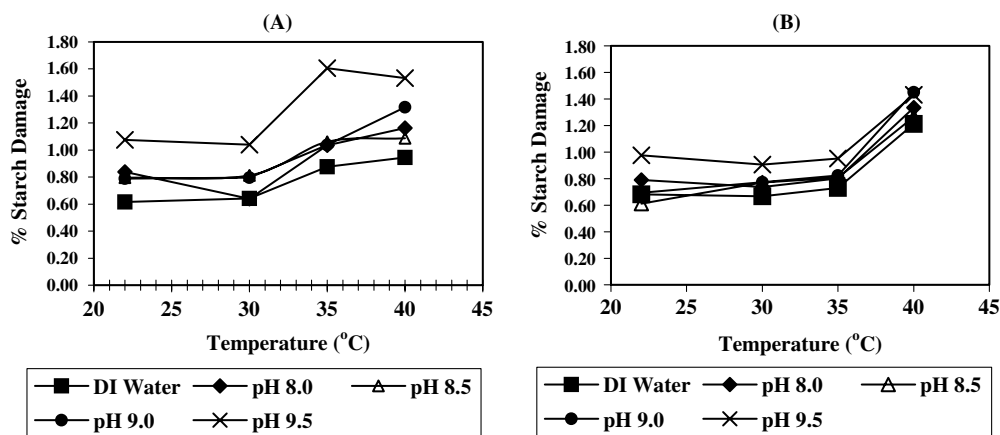 (A)
% Starch Damage
1.80
1.60
1.40
1.20
1.00
0.80
0.60
0.40
0.20
0.00
20 25 30 35 40 45
Temperature (°C)
DI Water pH 8.0 pH 8.5
pH 9.0 pH 9.5
(B)
% Starch Damage
1.80
1.60
1.40
1.20
1.00
0.80
0.60
0.40
0.20
0.00
20 25 30 35 40 45
Temperature (°C)
DI Water pH 8.0
pH 8.5
pH 9.0 pH 9.5